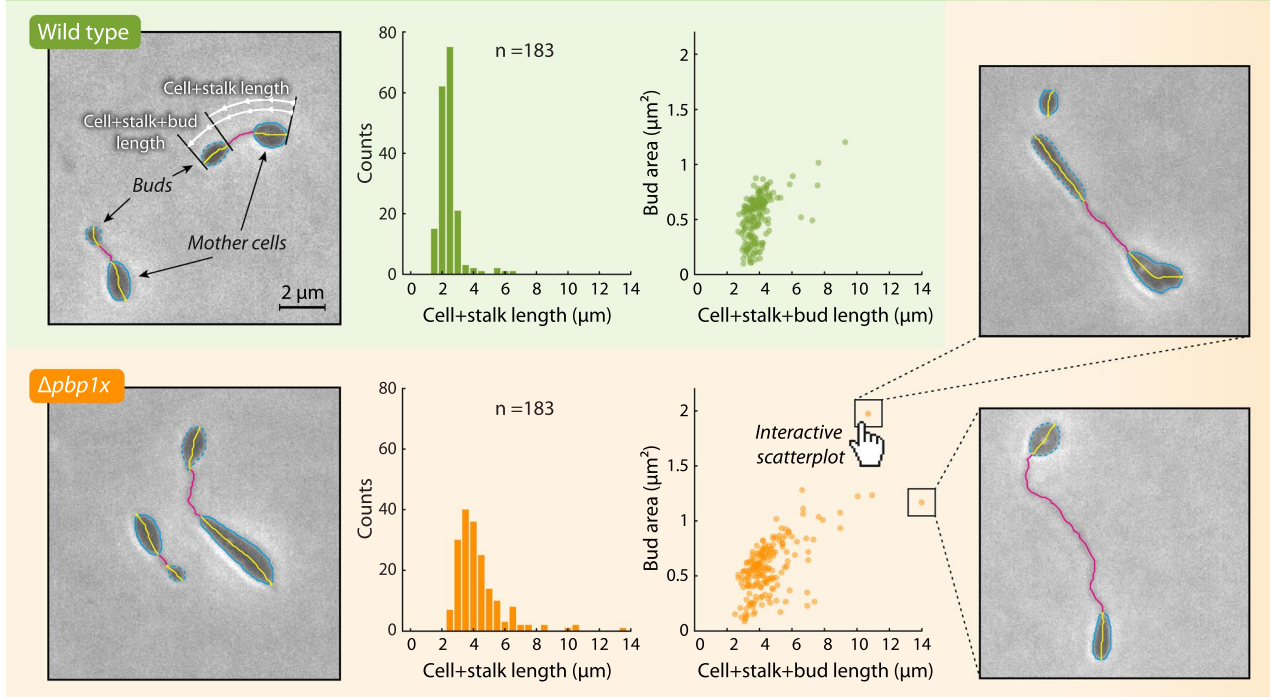 Wild type
Cell+stalk length
Cell+stalk+bud
length
Buds
Mother cells
2 µm
80
60
40
20
0
Counts
n =183
0 2 4 6 8 10 12 14
Cell+stalk length (µm)
2
1.5
1
0.5
0
Bud area (µm²)
0 2 4 6 8 10 12 14
Cell+stalk+bud length (µm)
Δpbp1x
80
60
40
20
0
Counts
n =183
0 2 4 6 8 10 12 14
Cell+stalk length (µm)
2
1.5
1
0.5
0
Bud area (µm²)
Interactive
scatterplot
0 2 4 6 8 10 12 14
Cell+stalk+bud length (µm)